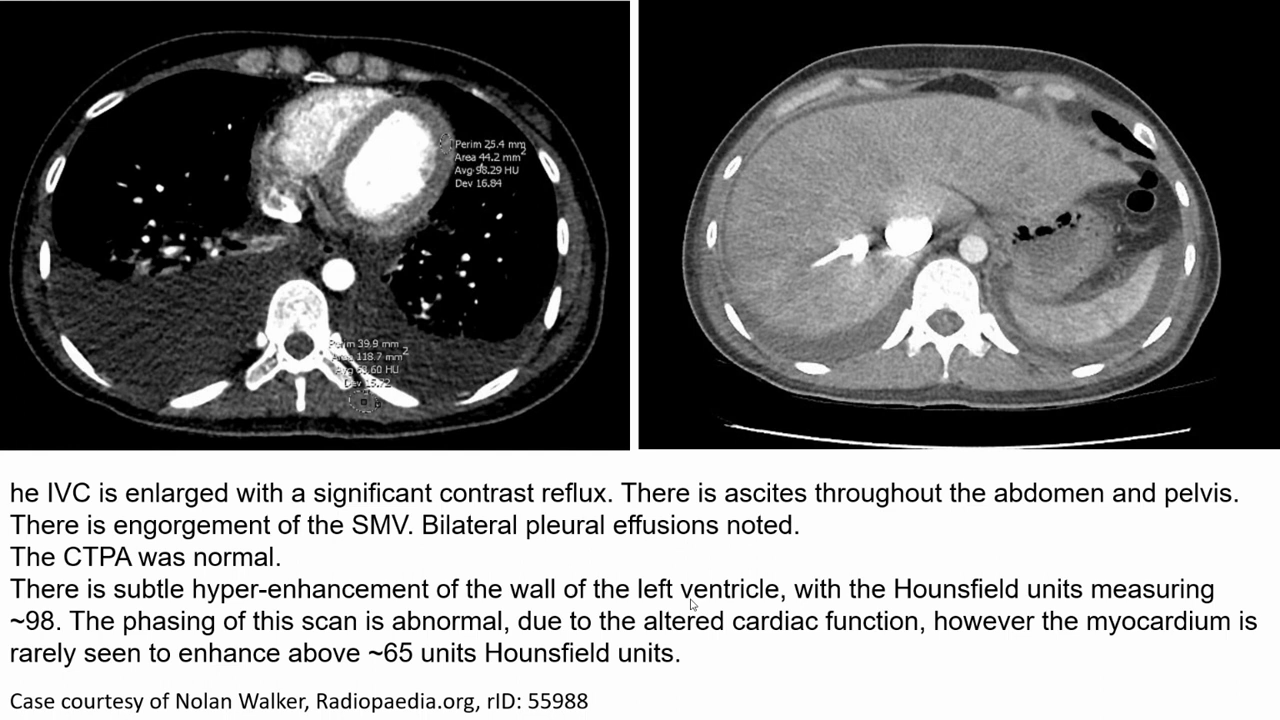 Perim 25.4 mm
Area 44.2 mm2
Avg 98.29 HU
Dev 16.84
Perim 39.9 mm
Area 118.7 mm2
Avg 63.60 HU
Dev 15.72
he IVC is enlarged with a significant contrast reflux. There is ascites throughout the abdomen and pelvis.
There is engorgement of the SMV. Bilateral pleural effusions noted.
The CTPA was normal.
There is subtle hyper-enhancement of the wall of the left ventricle, with the Hounsfield units measuring
~98. The phasing of this scan is abnormal, due to the altered cardiac function, however the myocardium is
rarely seen to enhance above ~65 units Hounsfield units.
Case courtesy of Nolan Walker, Radiopaedia.org, rID: 55988